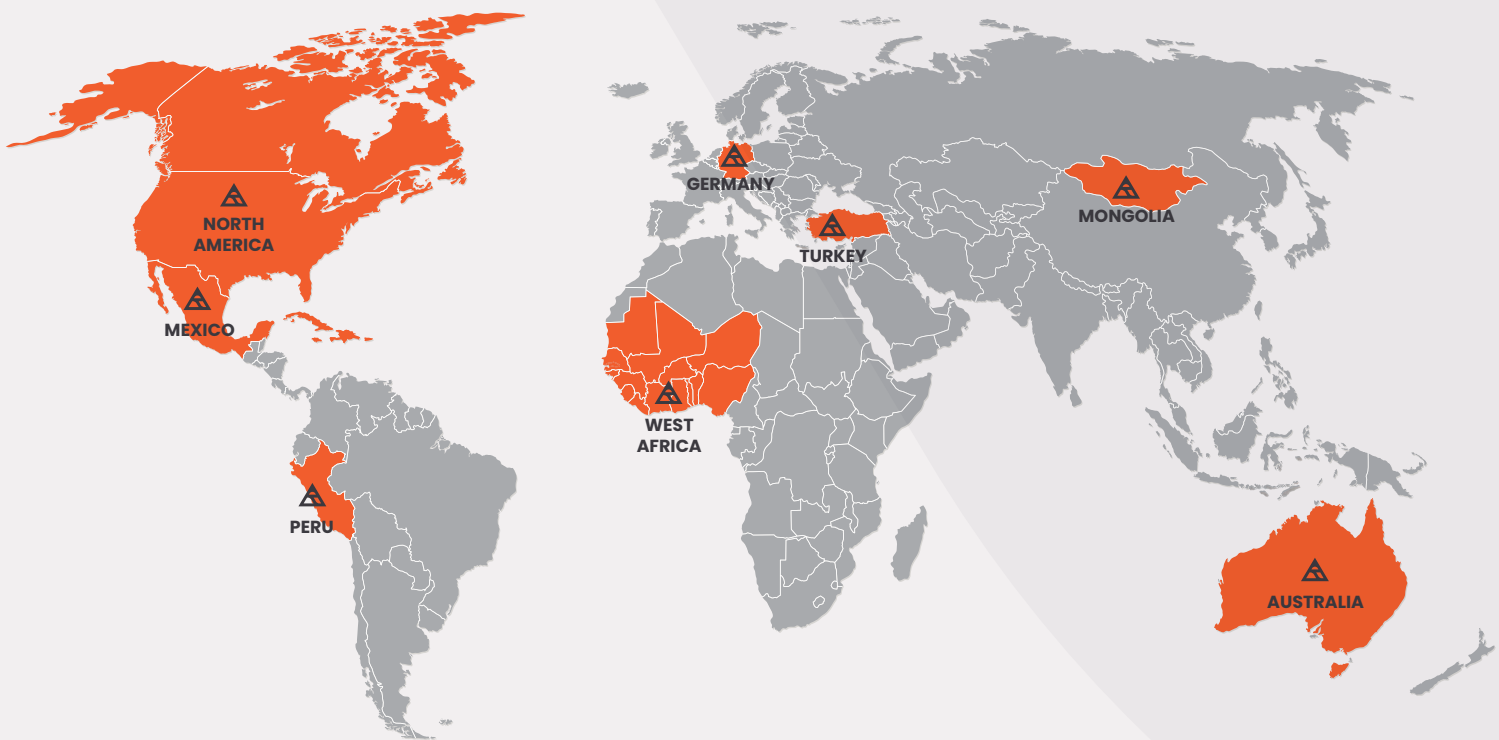 NORTH
AMERICA
MEXICO
PERU
GERMANY
TURKEY
WEST
AFRICA
MONGOLIA
AUSTRALIA